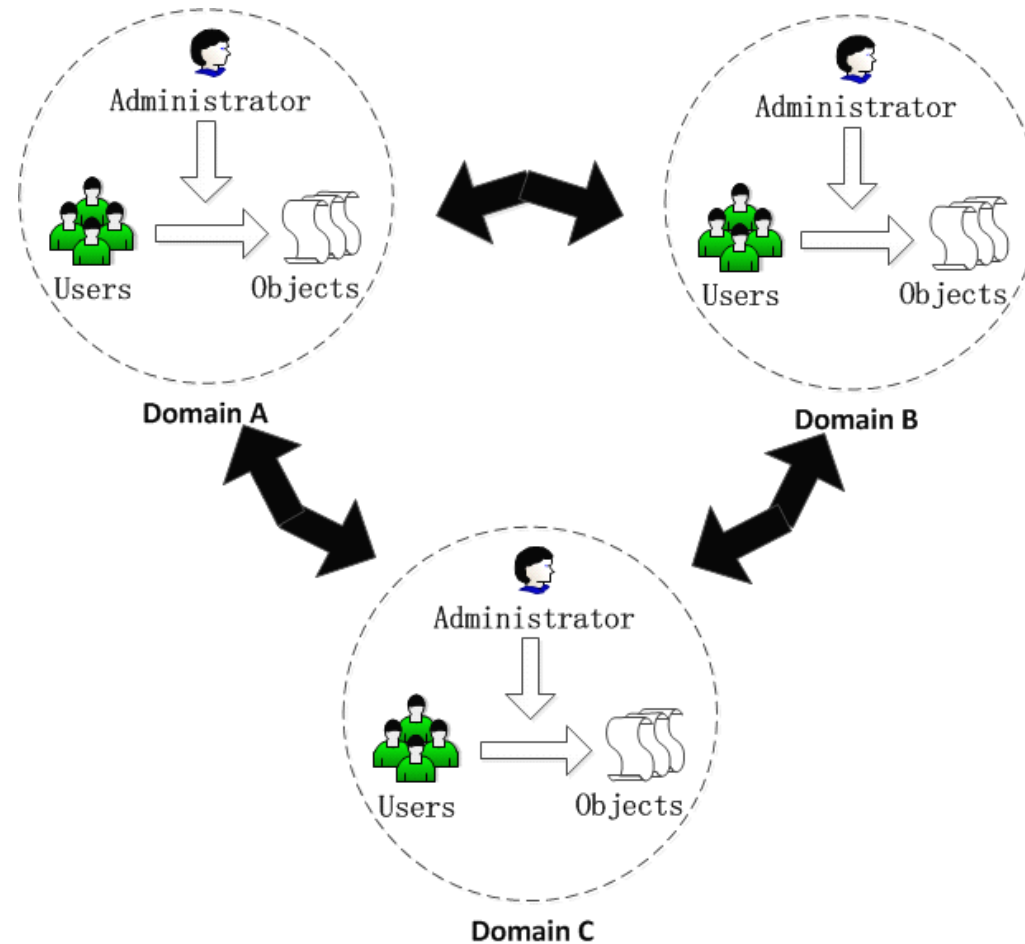 Administrator
Users
Objects
Domain A
Administrator
Users
Objects
Domain B
Administrator
Users
Objects
Domain C